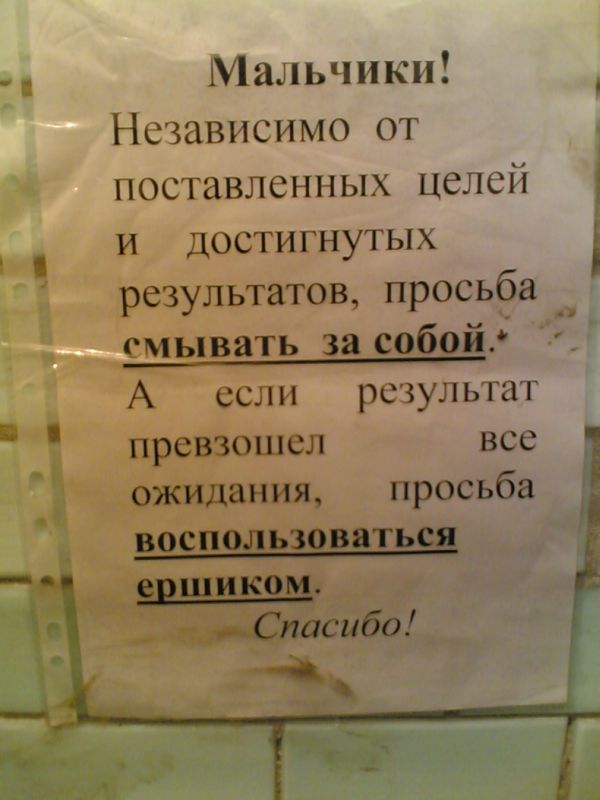 Мальчики!
Независимо от
поставленных целей
и достигнутых
результатов, просьба
смывать за собой.*
А если результат
превзошел все
ожидания, просьба
воспользоваться
ершиком.
Спасибо!